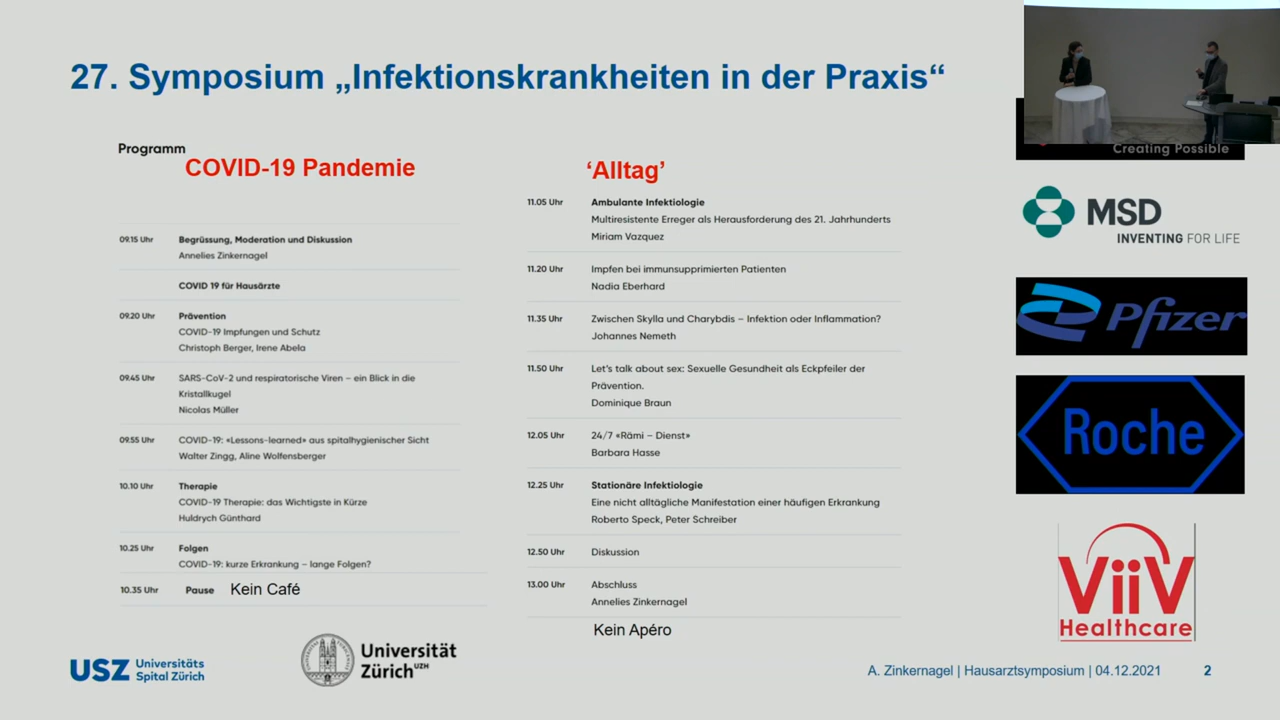 27. Symposium „Infektionskrankheiten in der Praxis“
Programm
COVID-19 Pandemie
09.15 Uhr Begrüssung, Moderation und Diskussion
Annelies Zinkernagel
COVID 19 für Hausärzte
09.20 Uhr Prävention
COVID-19 Impfungen und Schutz
Christoph Berger, Irene Abela
09.45 Uhr SARS-CoV-2 und respiratorische Viren – ein Blick in die
Kristallkugel
Nicolas Müller
09.55 Uhr COVID-19: «Lessons-learned» aus spitalhygienischer Sicht
Walter Zingg, Aline Wolfensberger
10.10 Uhr Therapie
COVID-19 Therapie: das Wichtigste in Kürze
Huldrych Günthard
10.25 Uhr Folgen
COVID-19: kurze Erkrankung – lange Folgen?
10.35 Uhr Pause Kein Café
‘Alltag’
11.05 Uhr Ambulante Infektiologie
Multiresistente Erreger als Herausforderung des 21. Jahrhunderts
Miriam Vazquez
11.20 Uhr Impfen bei immunsupprimierten Patienten
Nadia Eberhard
11.35 Uhr Zwischen Skylla und Charybdis – Infektion oder Inflammation?
Johannes Nemeth
11.50 Uhr Let’s talk about sex: Sexuelle Gesundheit als Eckpfeiler der
Prävention.
Dominique Braun
12.05 Uhr 24/7 «Rämi – Dienst»
Barbara Hasse
12.25 Uhr Stationäre Infektiologie
Eine nicht alltägliche Manifestation einer häufigen Erkrankung
Roberto Speck, Peter Schreiber
12.50 Uhr Diskussion
13.00 Uhr Abschluss
Annelies Zinkernagel
Kein Apéro
Creating Possible
MSD
INVENTING FOR LIFE
Pfizer
Roche
ViiV
Healthcare
USZ Universitäts
Spital Zürich
Universität
Zürich UZH
A. Zinkernagel | Hausarztsymposium | 04.12.2021 2